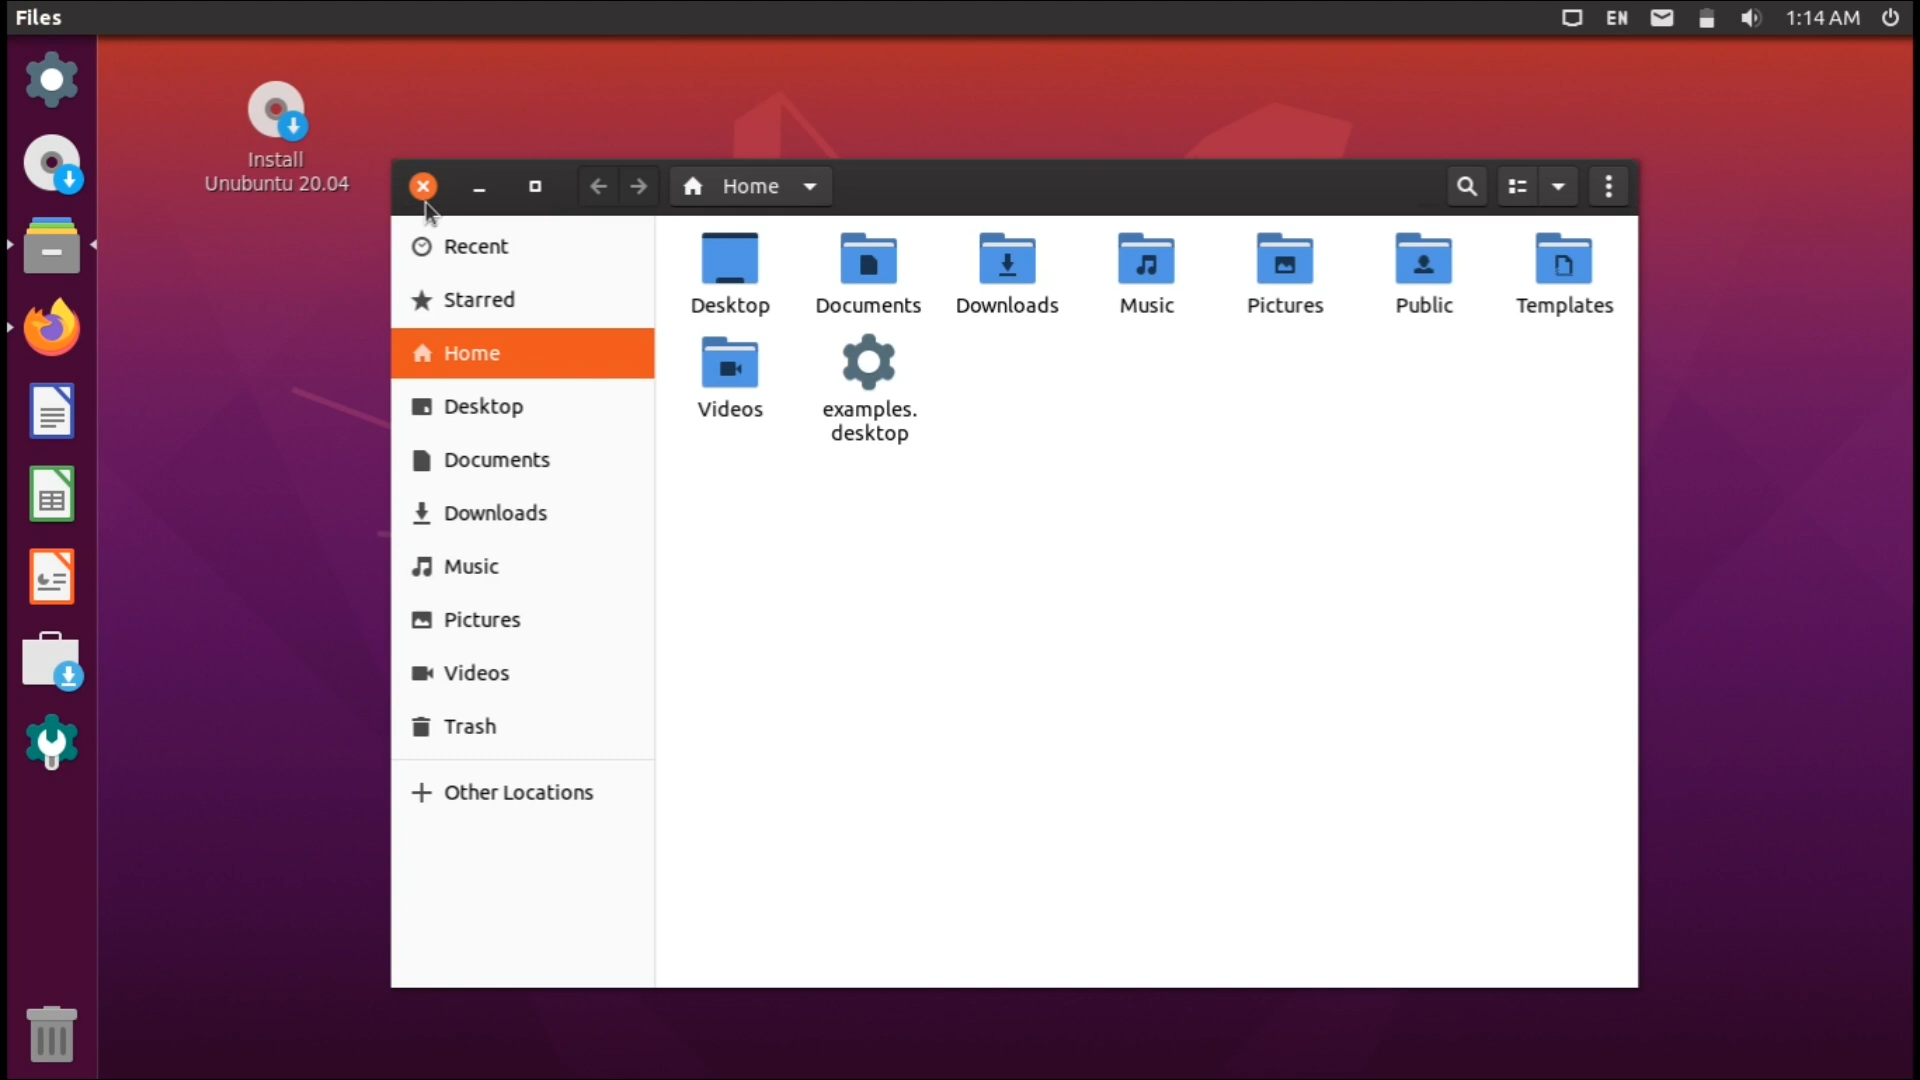 Files
EN
1:14 AM
Install
Unubuntu 20.04
Home
Recent
Starred
Home
Desktop
Documents
Downloads
Music
Pictures
Videos
Trash
Other Locations
Desktop
Documents
Downloads
Music
Pictures
Public
Templates
Videos
examples.
desktop